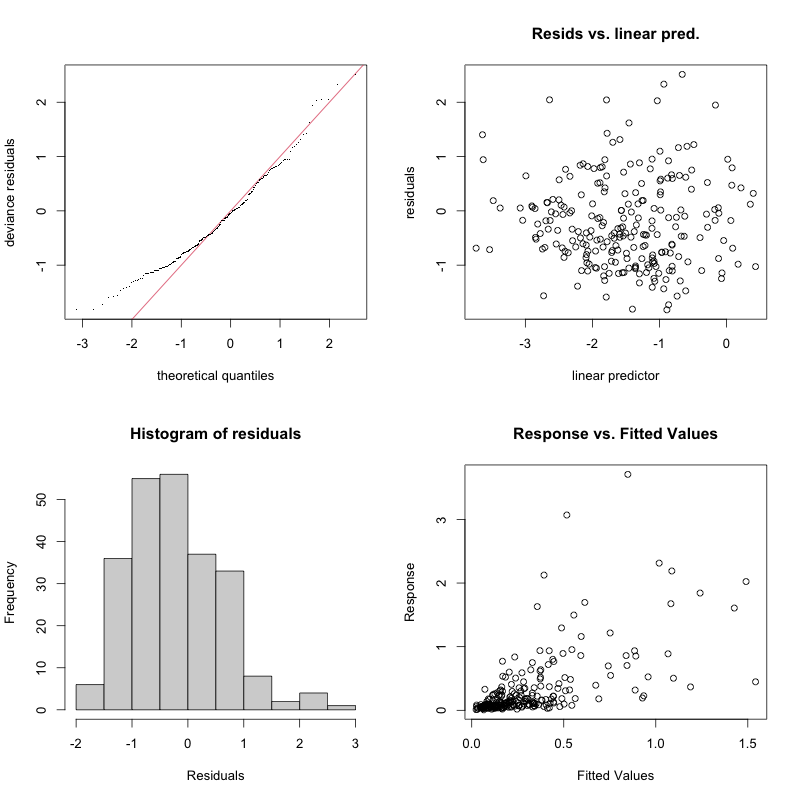 deviance residuals
2
1
0
-1
-3 -2 -1 0 1 2
theoretical quantiles
Resids vs. linear pred.
residuals
2
1
0
-1
-3 -2 -1 0
linear predictor
Histogram of residuals
Frequency
50
40
30
20
10
0
-2 -1 0 1 2 3
Residuals
Response vs. Fitted Values
Response
3
2
1
0
0.0 0.5 1.0 1.5
Fitted Values